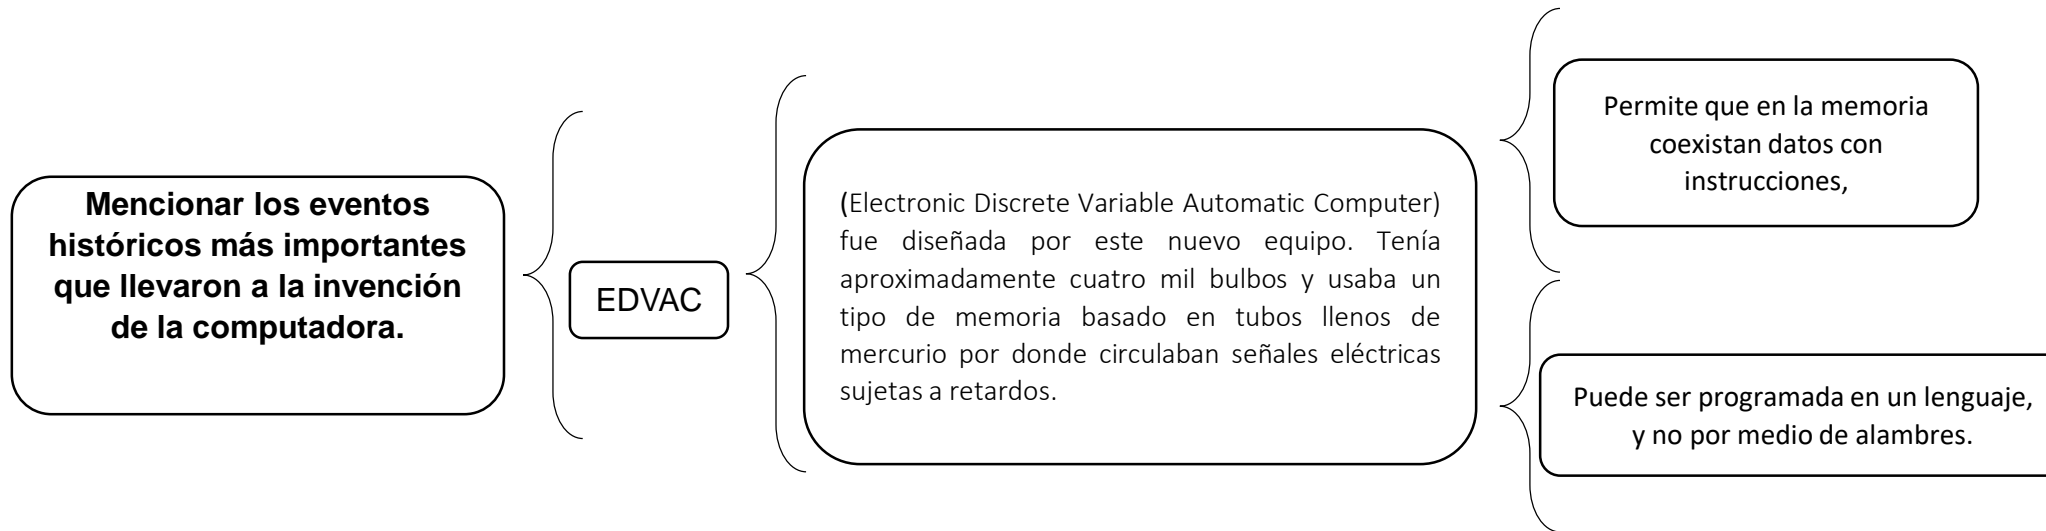 Mencionar los eventos
históricos más importantes
que llevaron a la invención
de la computadora.
EDVAC
(Electronic Discrete Variable Automatic Computer)
fue diseñada por este nuevo equipo. Tenía
aproximadamente cuatro mil bulbos y usaba un
tipo de memoria basado en tubos llenos de
mercurio por donde circulaban señales eléctricas
sujetas a retardos.
Permite que en la memoria
coexistan datos con
instrucciones,
Puede ser programada en un lenguaje,
y no por medio de alambres.